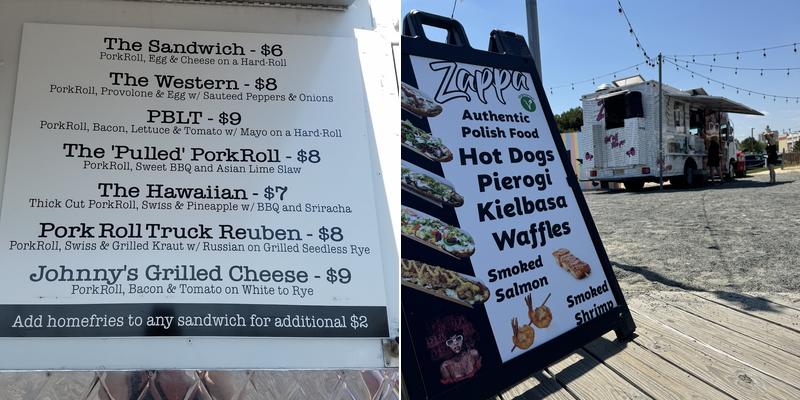 The Sandwich - $6
PorkRoll, Egg & Cheese on a Hard-Roll
The Western - $8
PorkRoll, Provolone & Egg w/ Sauteed Peppers & Onions
PBLT - $9
PorkRoll, Bacon, Lettuce & Tomato w/ Mayo on a Hard-Roll
The 'Pulled' PorkRoll - $8
PorkRoll, Sweet BBQ and Asian Lime Slaw
The Hawaiian - $7
Thick Cut PorkRoll, Swiss & Pineapple w/ BBQ and Sriracha
Pork Roll Truck Reuben - $8
PorkRoll, Swiss & Grilled Kraut w/ Russian on Grilled Seedless Rye
Johnny's Grilled Cheese - $9
PorkRoll, Bacon & Tomato on White to Rye
Add homefries to any sandwich for additional $2
Zappa
Authentic
Polish Food
Hot Dogs
Pierogi
Kielbasa
Waffles
Smoked
Salmon
Smoked
Shrimp